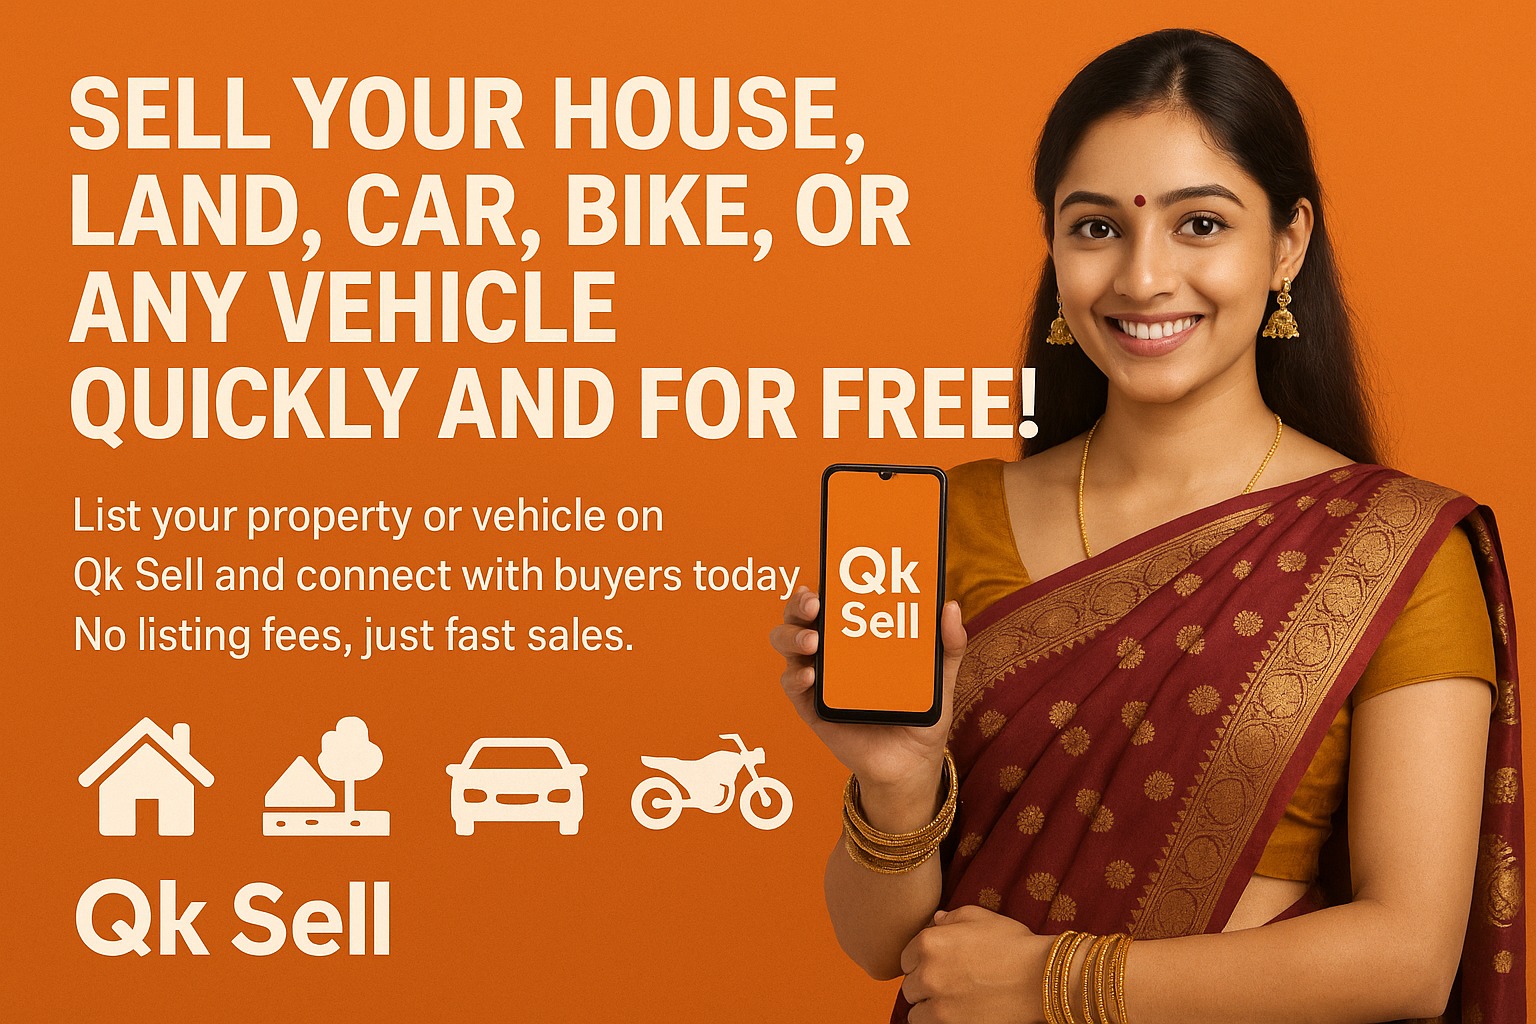 SELL YOUR HOUSE,
LAND, CAR, BIKE, OR
ANY VEHICLE
QUICKLY AND FOR FREE!
List your property or vehicle on
Qk Sell and connect with buyers today
No listing fees, just fast sales.
Qk
Sell
Qk Sell